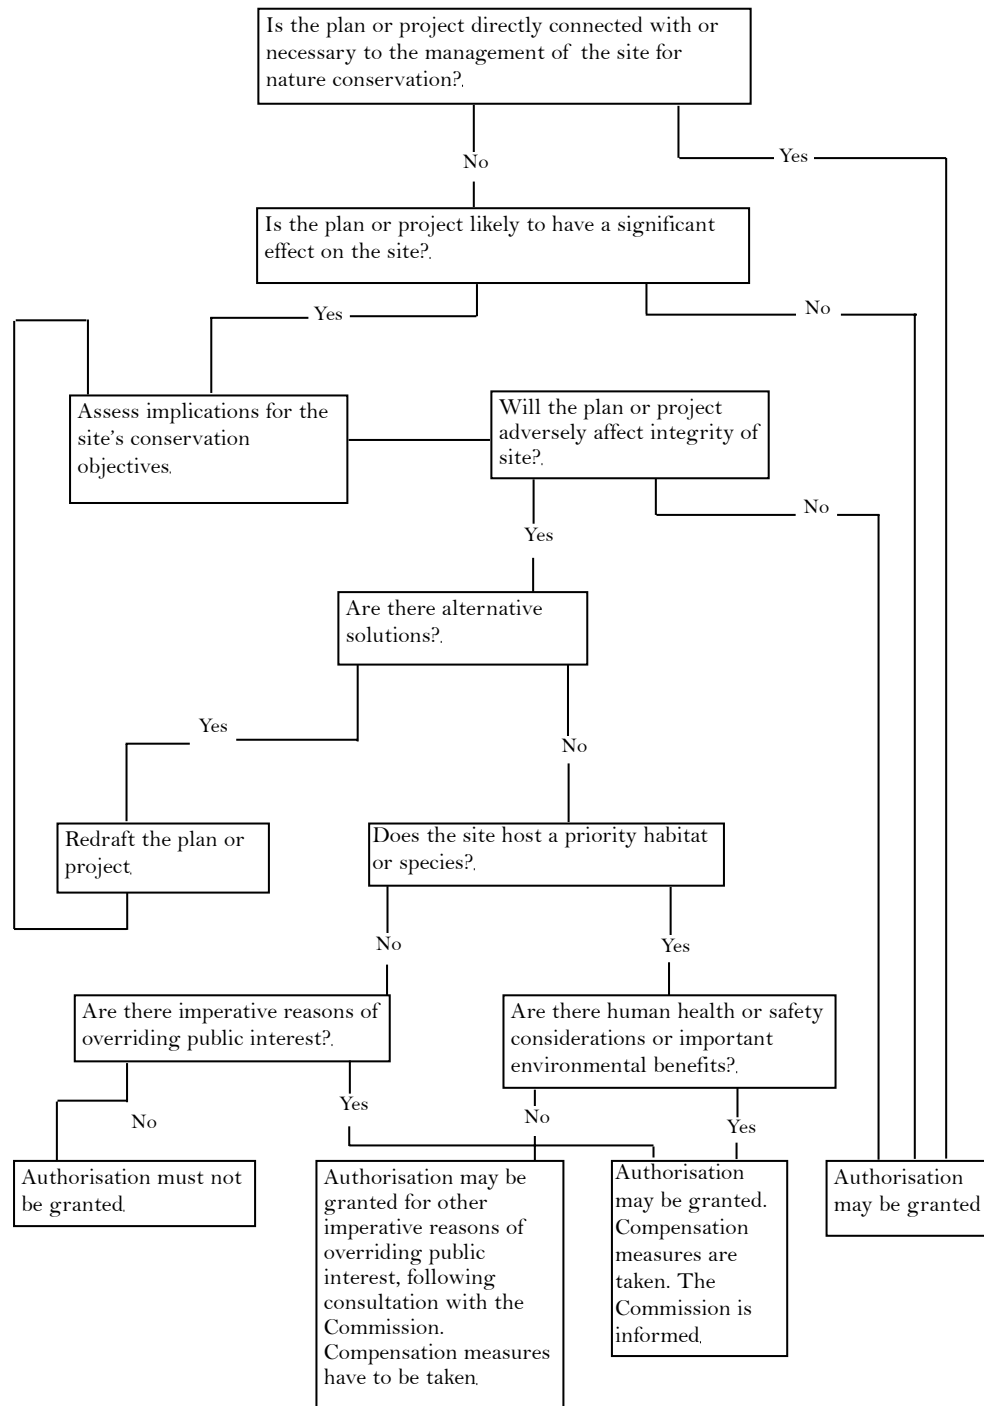 Is the plan or project directly connected with or
necessary to the management of the site for
nature conservation?.
No
Yes
Is the plan or project likely to have a significant
effect on the site?.
Yes
No
Assess implications for the
site's conservation
objectives.
Will the plan or project
adversely affect integrity of
site?.
No
Yes
Are there alternative
solutions?.
Yes
No
Redraft the plan or
project.
Does the site host a priority habitat
or species?.
No
Yes
Are there imperative reasons of
overriding public interest?.
Are there human health or safety
considerations or important
environmental benefits?.
No
Yes
No
Yes
Authorisation must not
be granted.
Authorisation may be
granted for other
imperative reasons of
overriding public
interest, following
consultation with the
Commission.
Compensation measures
have to be taken.
Authorisation
may be granted.
Compensation
measures are
taken. The
Commission is
informed.
Authorisation
may be granted